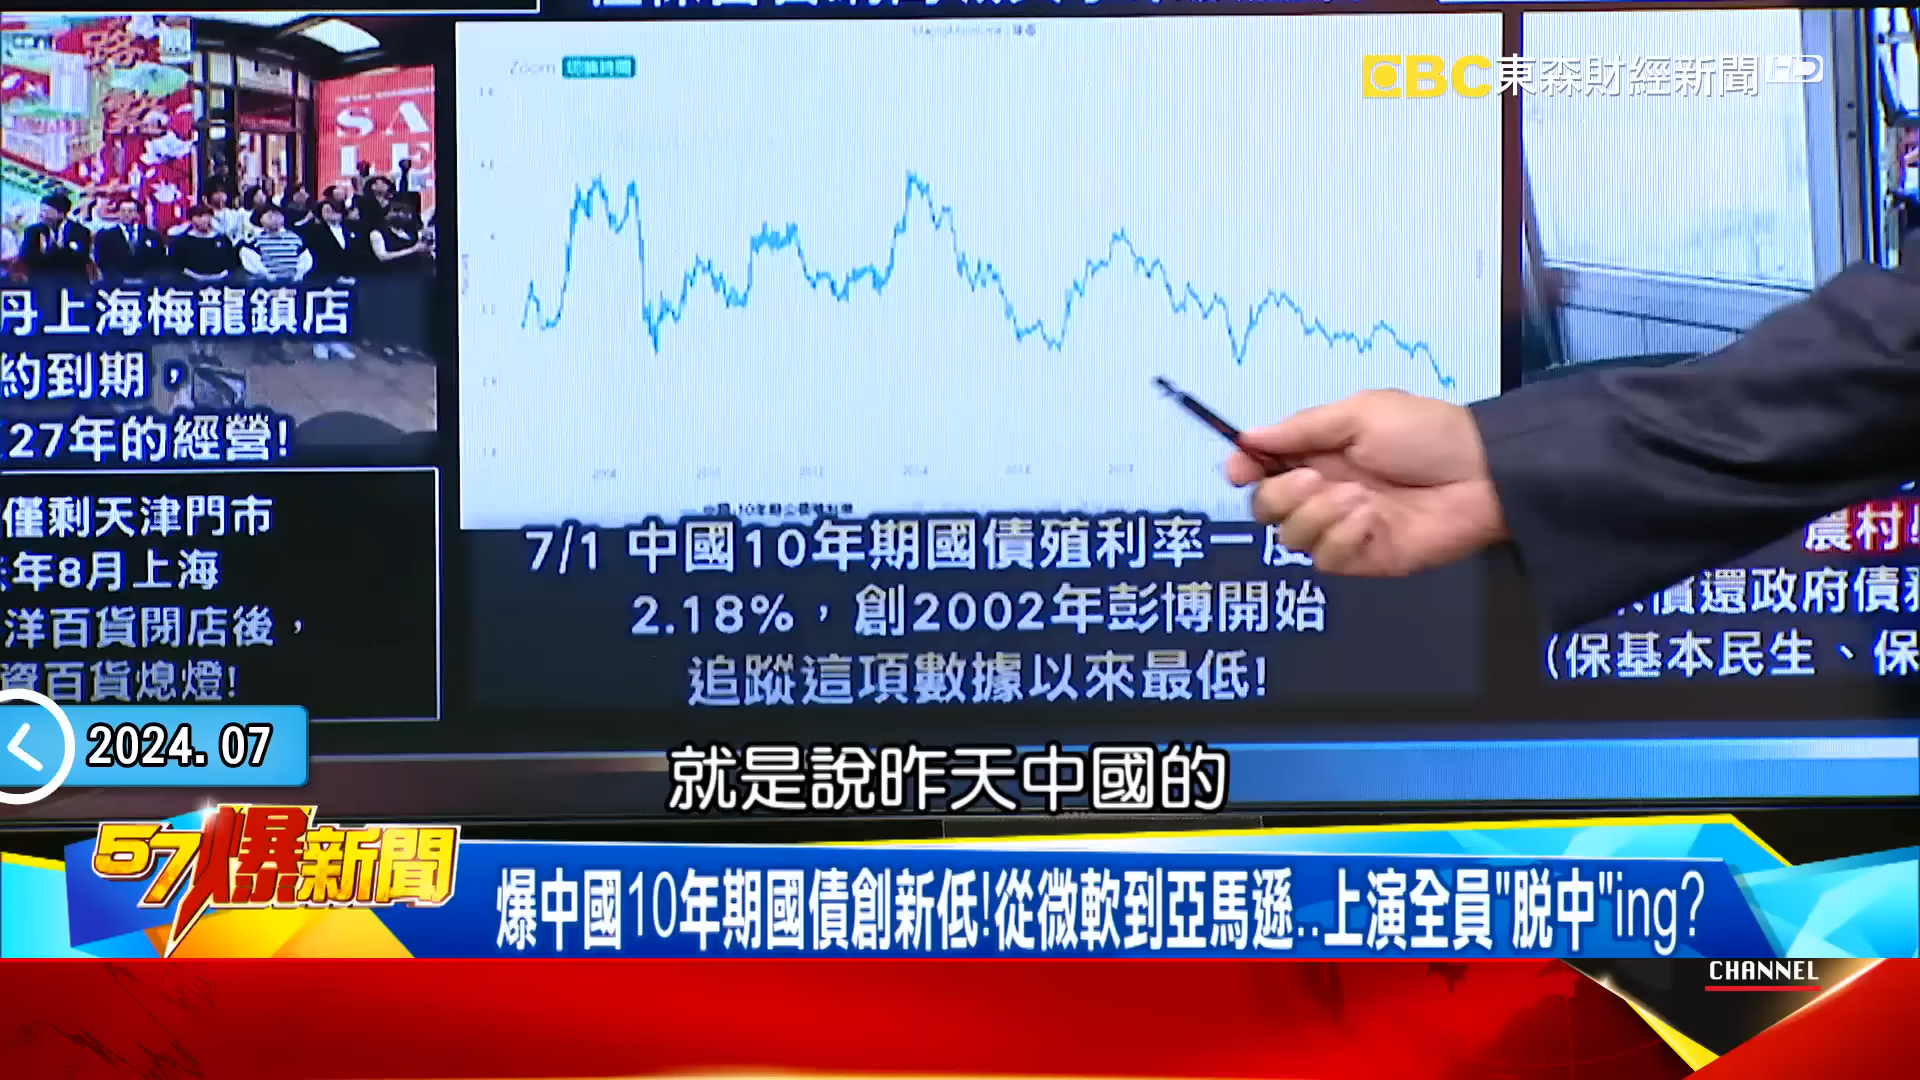 EBC東森財經新聞HD
SALE
Zoom
丹上海梅龍鎮店
約到期，
27年的經營!
僅剩天津門市
年8月上海
洋百貨閉店後，
資百貨熄燈!
2014
7/1 中國10年期國債殖利率一度
2.18%，創2002年彭博開始
追蹤這項數據以來最低!
農村
償還政府債務
(保基本民生、保
2024.07
就是說昨天中國的
57爆新聞
爆中國10年期國債創新低!從微軟到亞馬遜..上演全員"脫中"ing?
CHANNEL